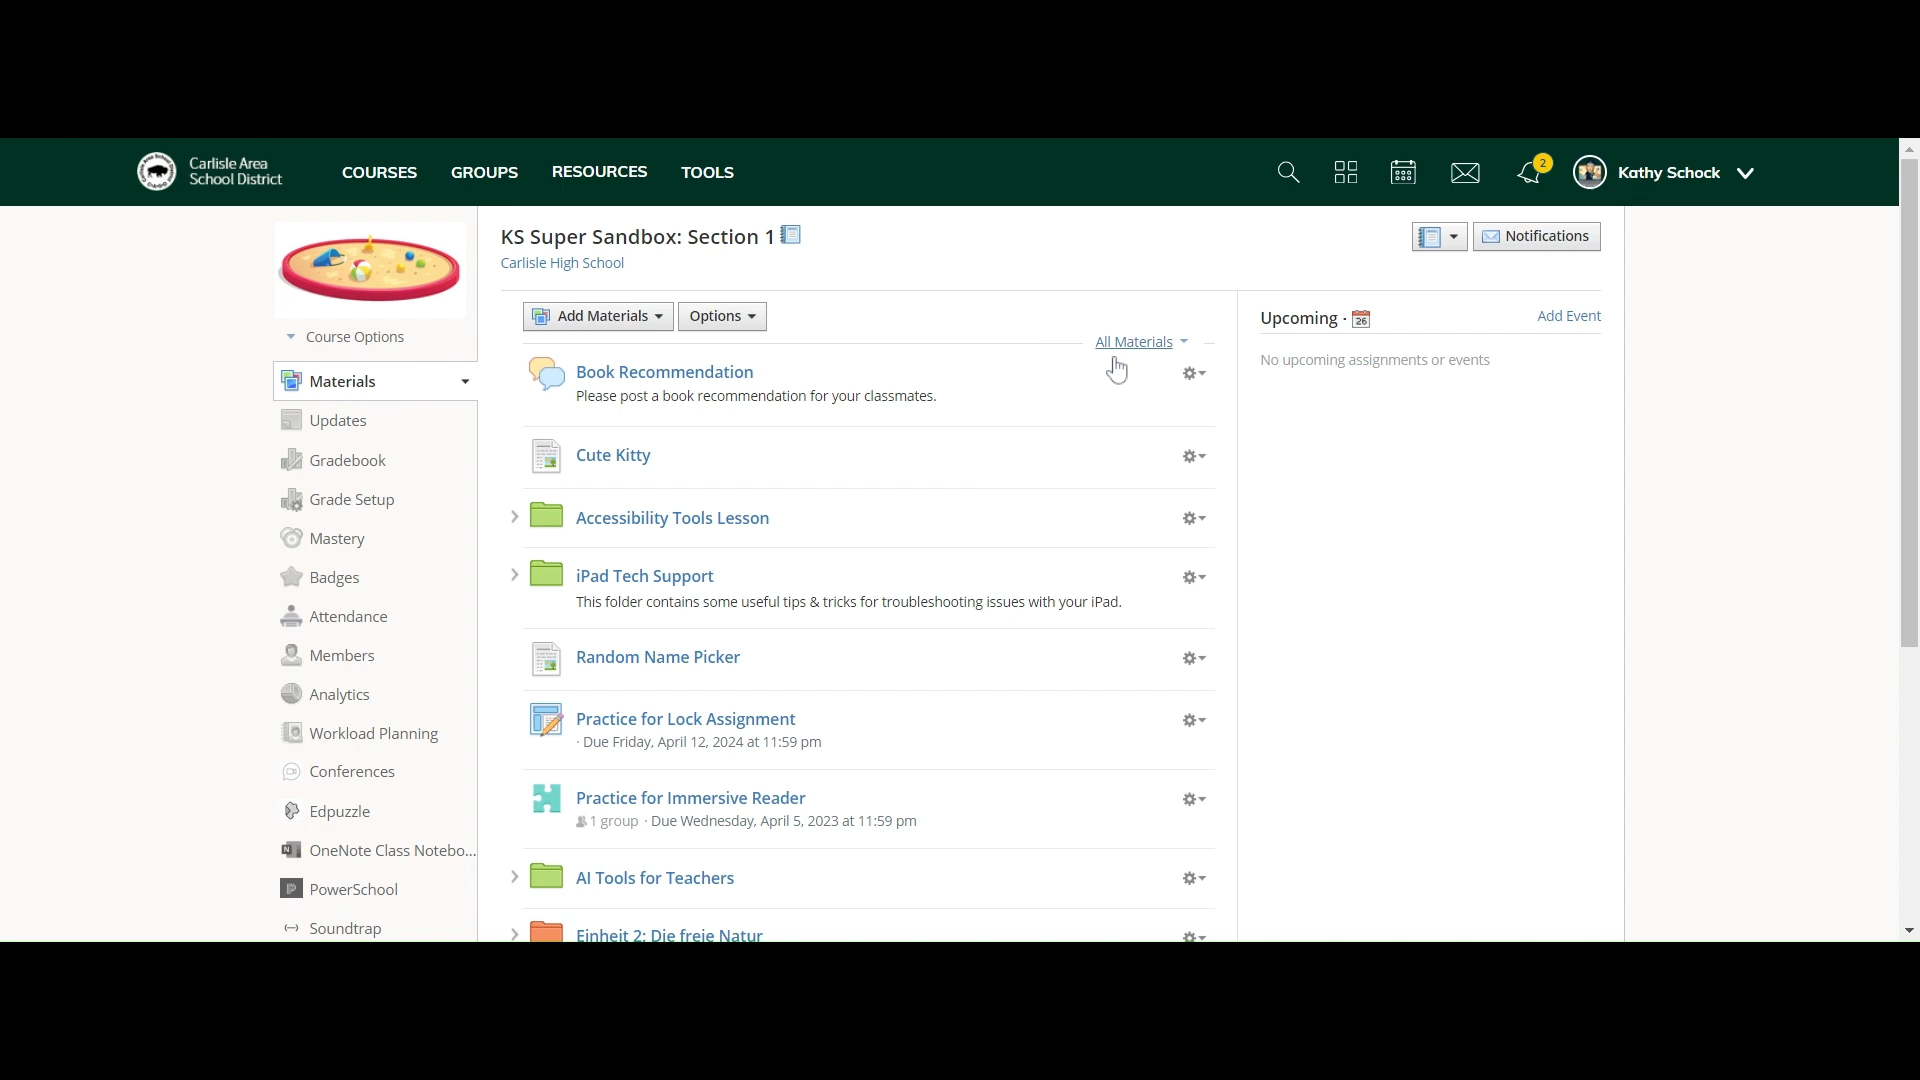 Carlisle Area
School District
COURSES
GROUPS
RESOURCES
TOOLS
2
Kathy Schock
KS Super Sandbox: Section 1
Carlisle High School
Notifications
Course Options
Materials
Updates
Gradebook
Grade Setup
Mastery
Badges
Attendance
Members
Analytics
Workload Planning
Conferences
Edpuzzle
OneNote Class Notebo...
PowerSchool
Soundtrap
Add Materials
Options
All Materials
Book Recommendation
Please post a book recommendation for your classmates.
Cute Kitty
Accessibility Tools Lesson
iPad Tech Support
This folder contains some useful tips & tricks for troubleshooting issues with your iPad.
Random Name Picker
Practice for Lock Assignment
· Due Friday, April 12, 2024 at 11:59 pm
Practice for Immersive Reader
1 group · Due Wednesday, April 5, 2023 at 11:59 pm
AI Tools for Teachers
Einheit 2: Die freie Natur
Upcoming · 26
Add Event
No upcoming assignments or events